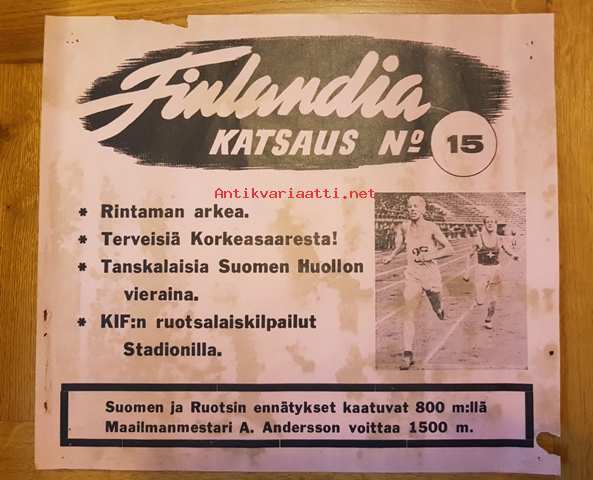 Finlandia
KATSAUS Nº 15
Antikvariaatti.net
* Rintaman arkea.
* Terveisiä Korkeasaaresta!
* Tanskalaisia Suomen Huollon
vieraina.
* KIF:n ruotsalaiskilpailut
Stadionilla.
Suomen ja Ruotsin ennätykset kaatuvat 800 m:llä
Maailmanmestari A. Andersson voittaa 1500 m.